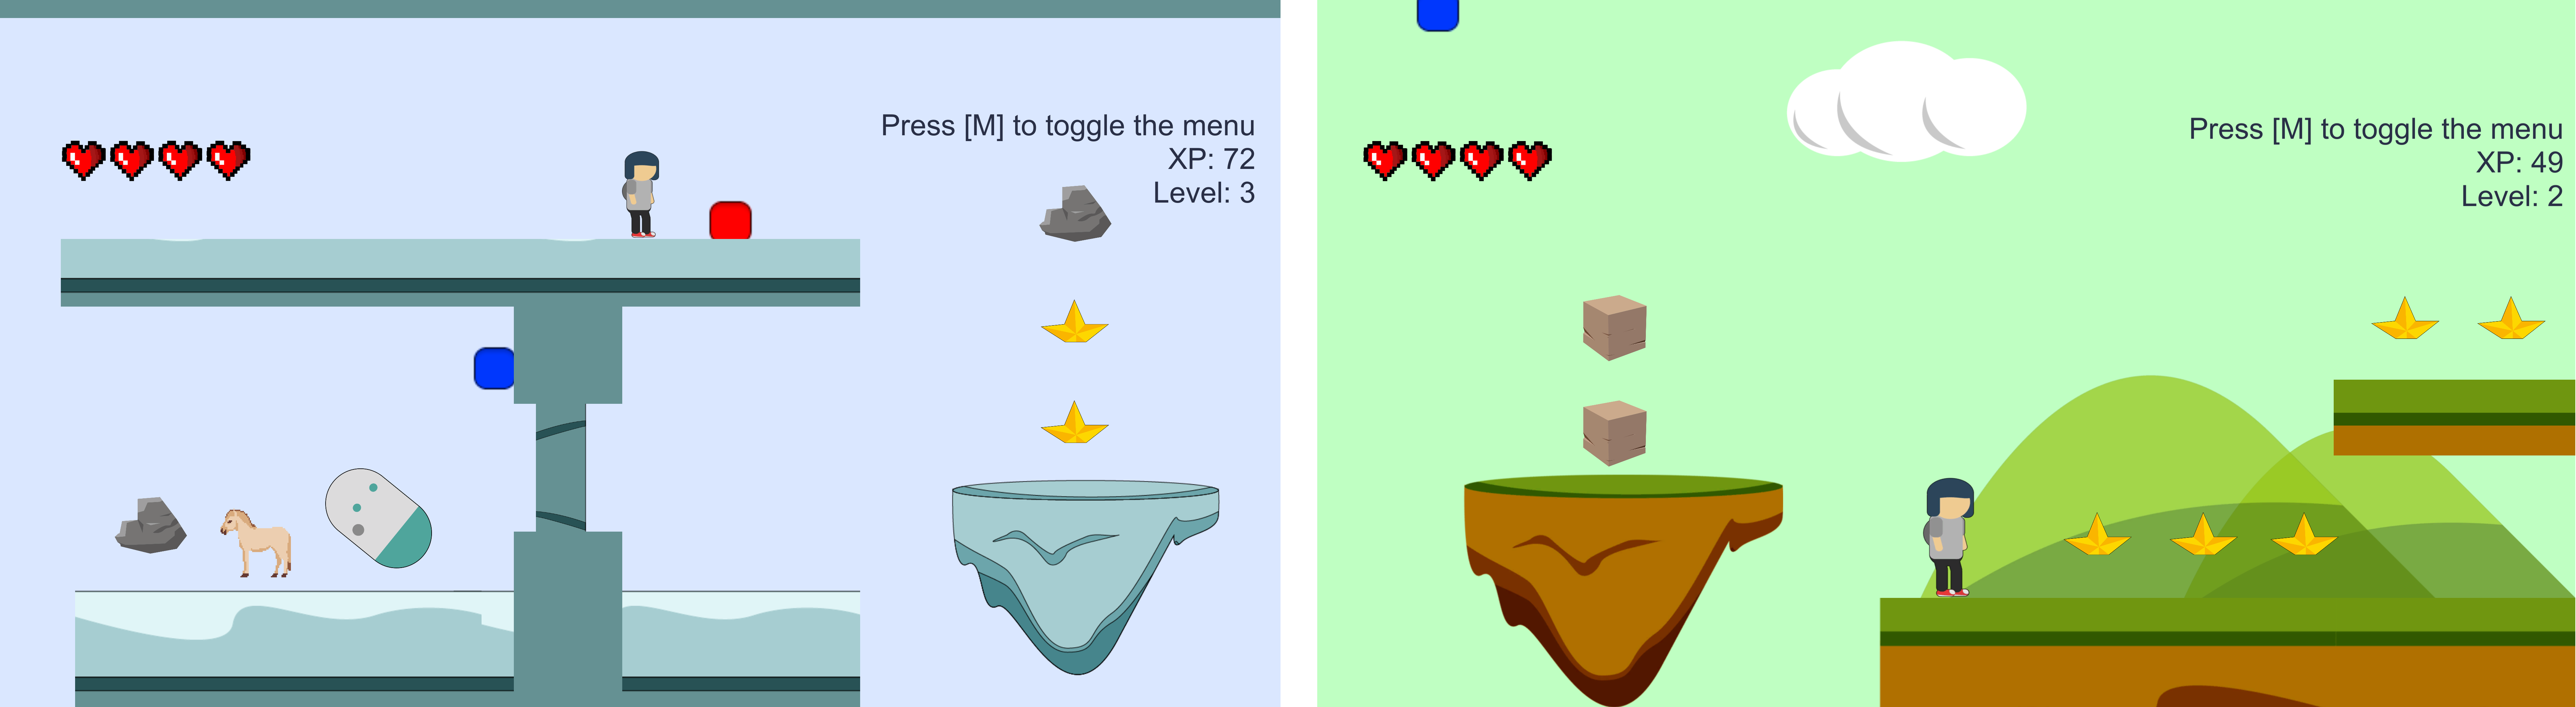 Press [M] to toggle the menu
XP: 72
Level: 3
Press [M] to toggle the menu
XP: 49
Level: 2